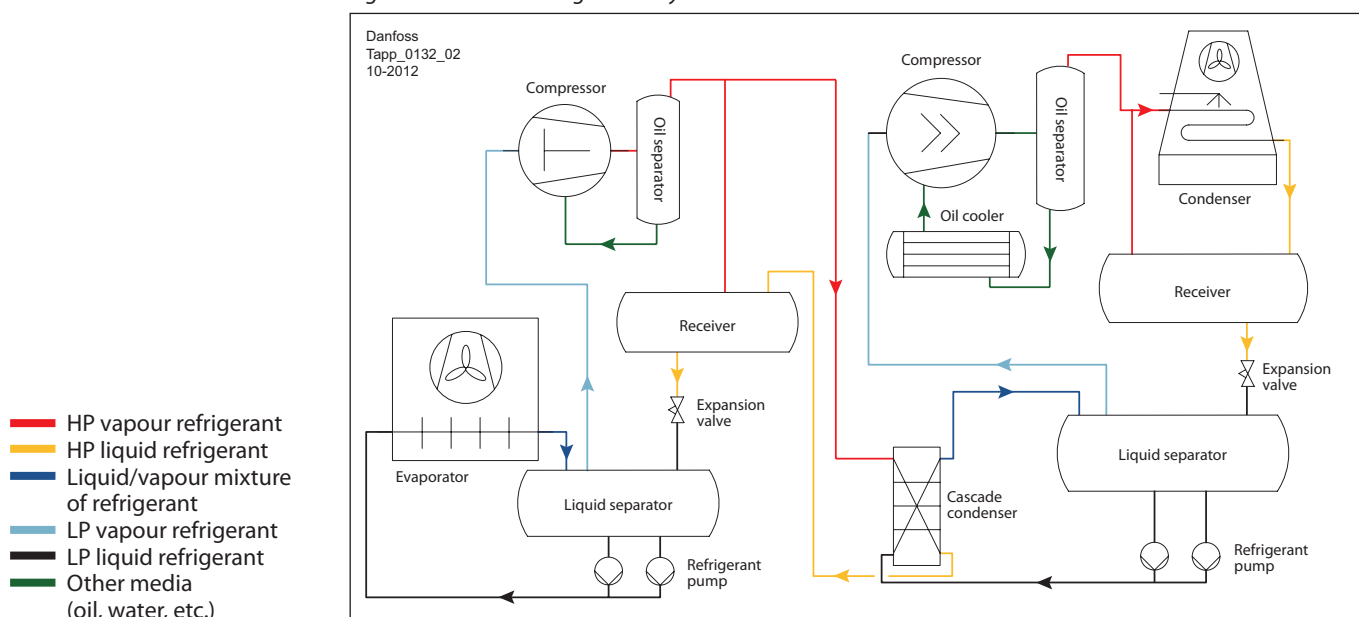 Danfoss
Tapp_0132_02
10-2012
Compressor
Oil separator
Compressor
Oil separator
Condenser
Oil cooler
Receiver
Receiver
Expansion
valve
Expansion
valve
Evaporator
Liquid separator
Liquid separator
Cascade
condenser
Refrigerant
pump
Refrigerant
pump
HP vapour refrigerant
HP liquid refrigerant
Liquid/vapour mixture
of refrigerant
LP vapour refrigerant
LP liquid refrigerant
Other media
(oil, water, etc.)